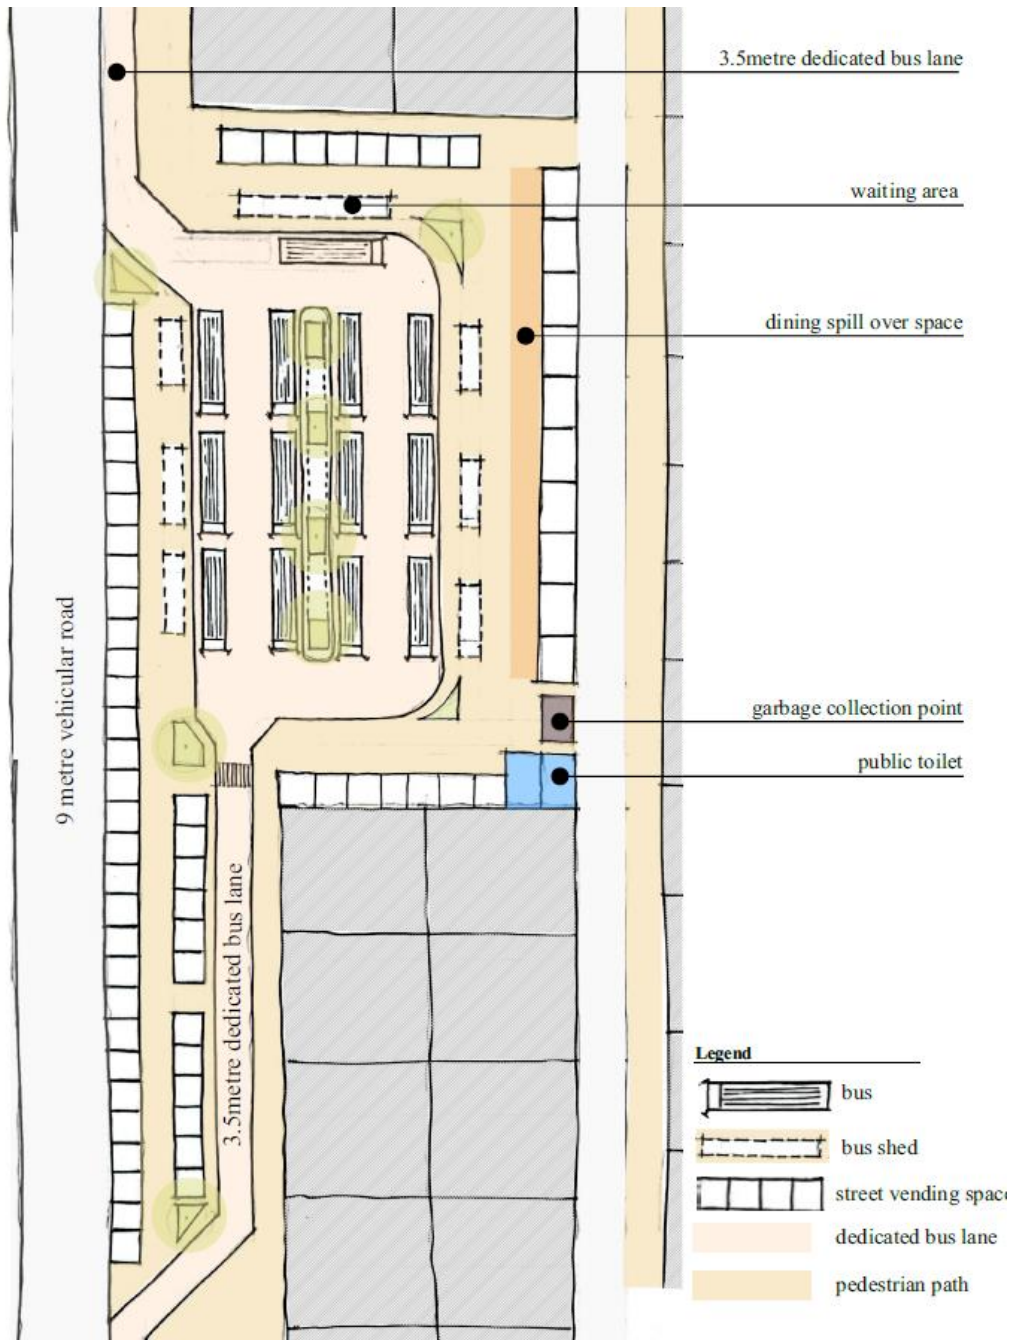 3.5metre dedicated bus lane
waiting area
dining spill over space
garbage collection point
public toilet
9 metre vehicular road
3.5metre dedicated bus lane
Legend
bus
bus shed
street vending spac
dedicated bus lane
pedestrian path